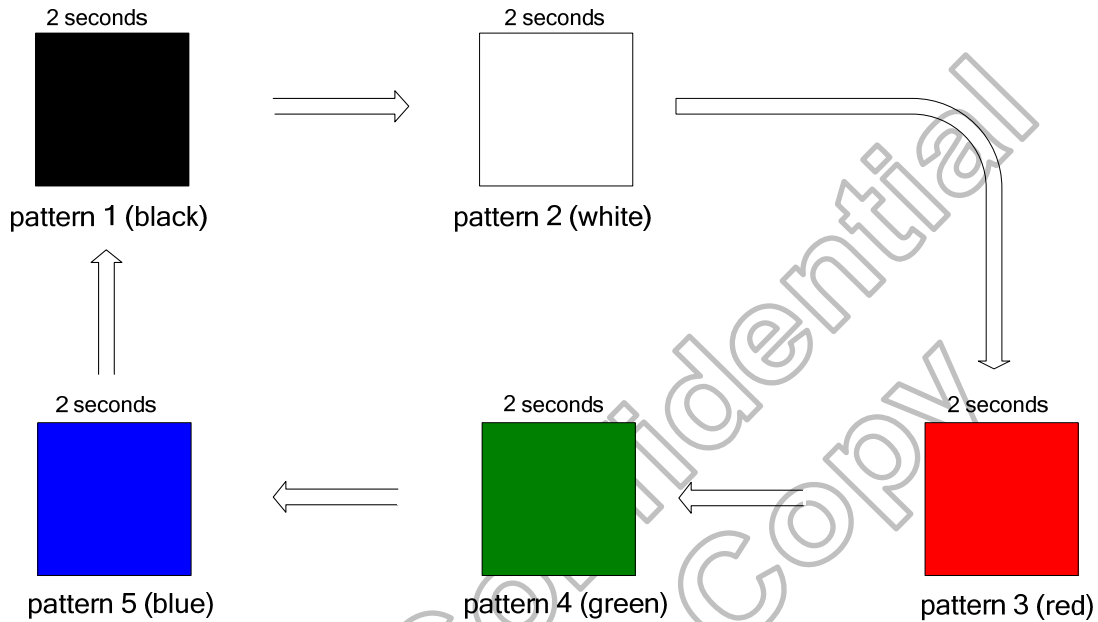 2 seconds
2 seconds
pattern 1 (black)
pattern 2 (white)
2 seconds
2 seconds
2 seconds
pattern 5 (blue)
pattern 4 (green)
pattern 3 (red)
Confidential
Copy